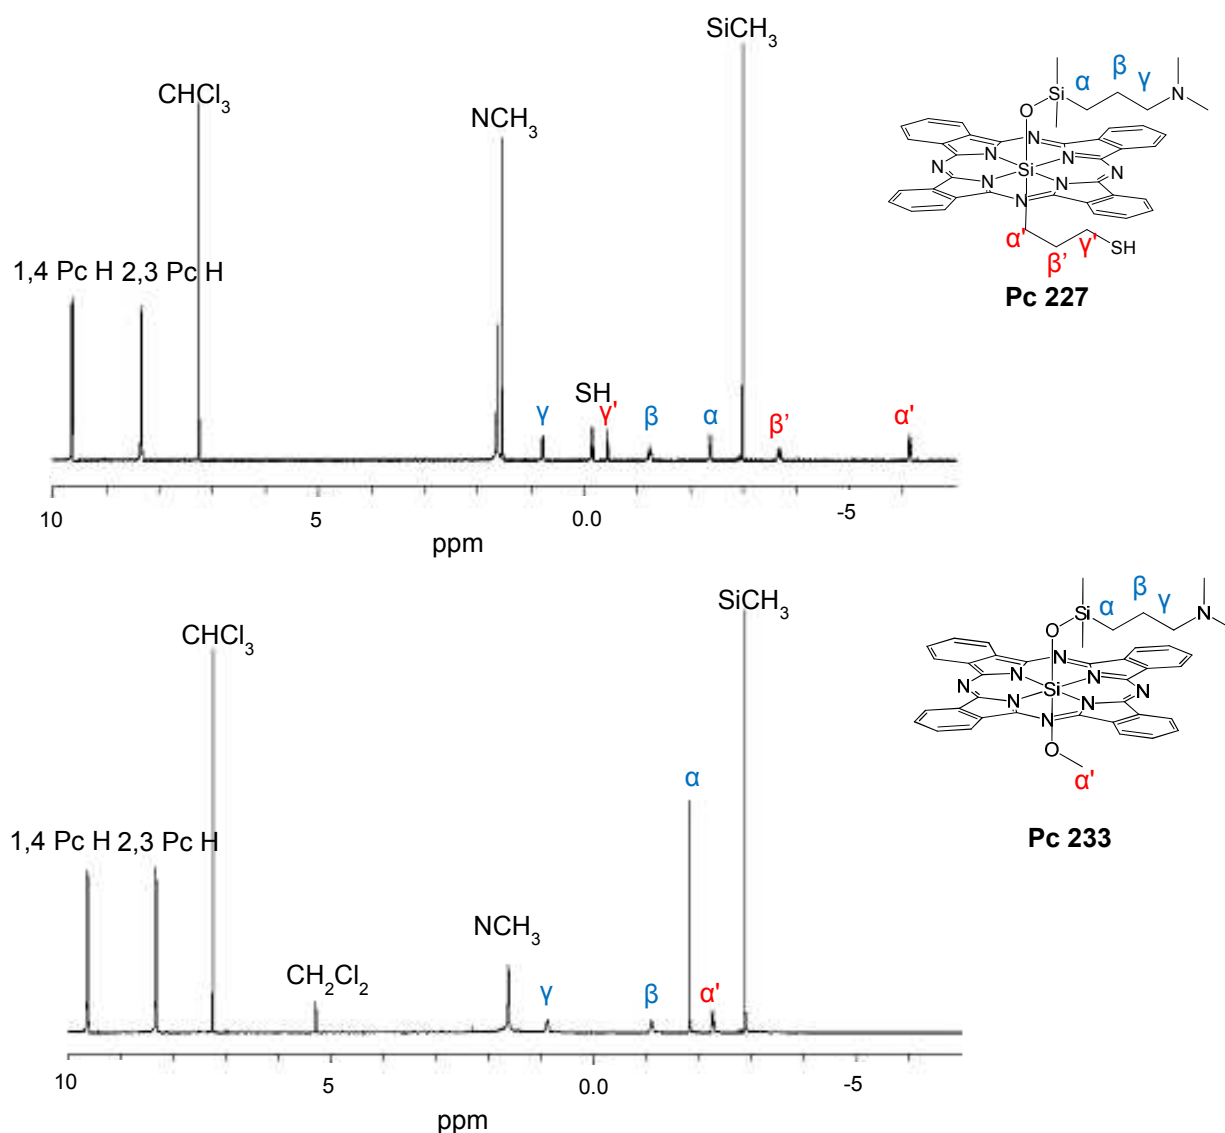 SiCH3
CHCl3
NCH3
1,4 Pc H 2,3 Pc H
SH
γ γ' β α β’ α'
10 5 0.0 -5
ppm
α β γ
Si N
O
N
N N
N Si N
N N
N
α' γ'
β’ SH
Pc 227
SiCH3
CHCl3
α
1,4 Pc H 2,3 Pc H
NCH3
CH2Cl2
γ β α'
10 5 0.0 -5
ppm
α β γ
Si N
O
N
N N
N Si N
N N
N
O
α'
Pc 233